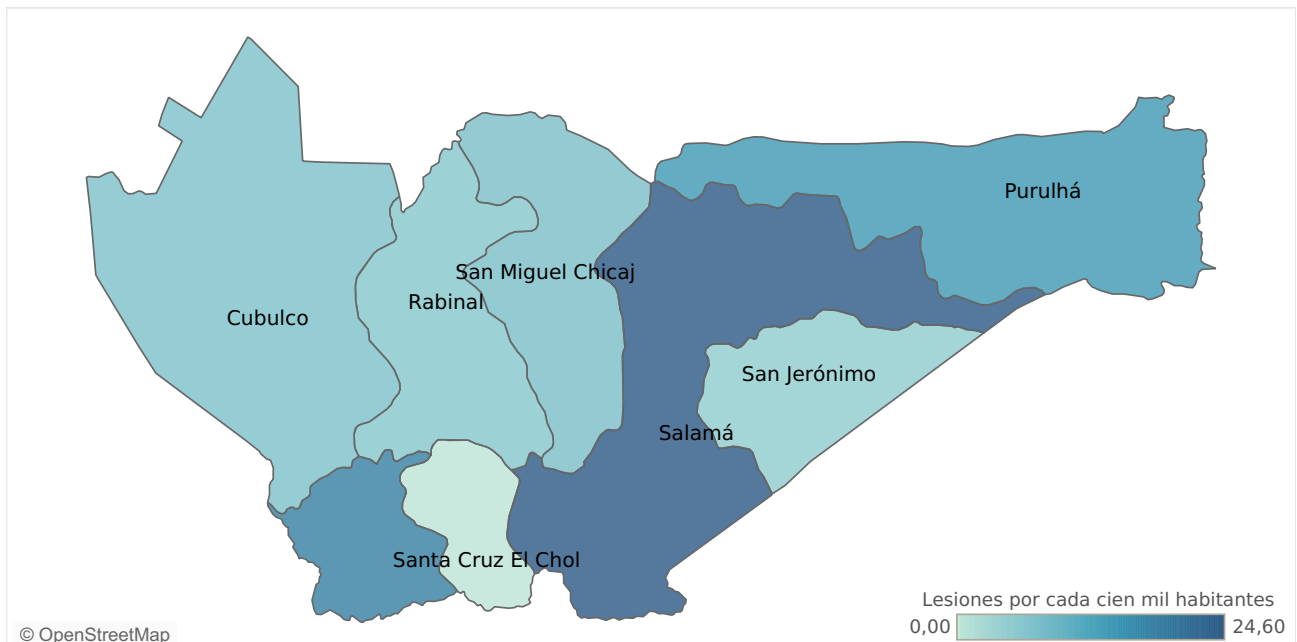 Purulhá
San Miguel Chicaj
Rabinal
Cubulco
San Jerónimo
Salamá
Santa Cruz El Chol
Lesiones por cada cien mil habitantes
0,00 24,60
© OpenStreetMap